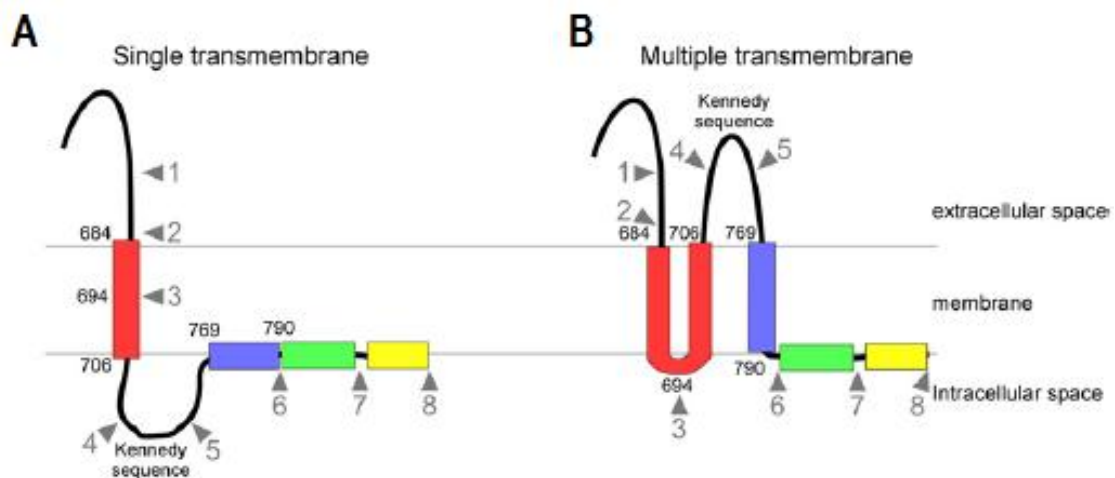 A
Single transmembrane
1
684
2
694
3
706
769
790
4
5
Kennedy
sequence
6
7
8
B
Multiple transmembrane
Kennedy
sequence
1
4
5
2
684
706
769
extracellular space
membrane
694
790
3
6
7
8
Intracellular space